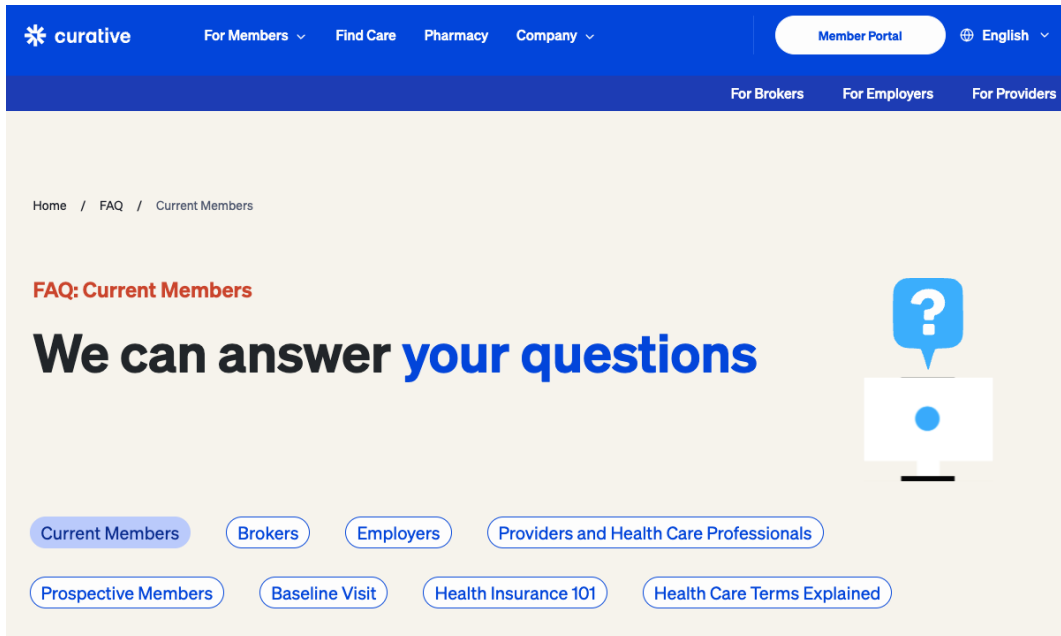 curative For Members Find Care Pharmacy Company Member Portal English
For Brokers For Employers For Providers
Home / FAQ / Current Members
FAQ: Current Members
?
We can answer your questions
Current Members Brokers Employers Providers and Health Care Professionals
Prospective Members Baseline Visit Health Insurance 101 Health Care Terms Explained